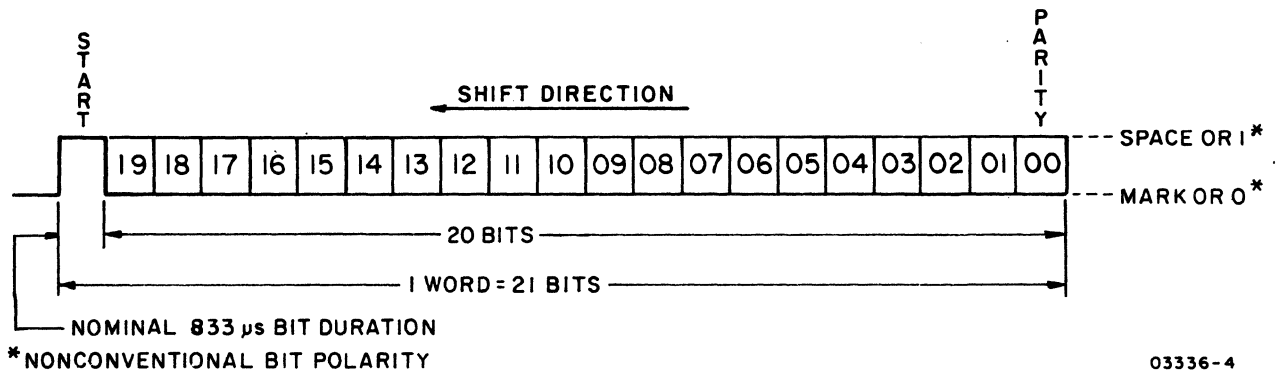 START
PARITY
SHIFT DIRECTION
SPACE OR 1*
19 18 17 16 15 14 13 12 11 10 09 08 07 06 05 04 03 02 01 00
MARK OR 0*
20 BITS
1 WORD = 21 BITS
NOMINAL 833 µs BIT DURATION
*NONCONVENTIONAL BIT POLARITY
03336-4